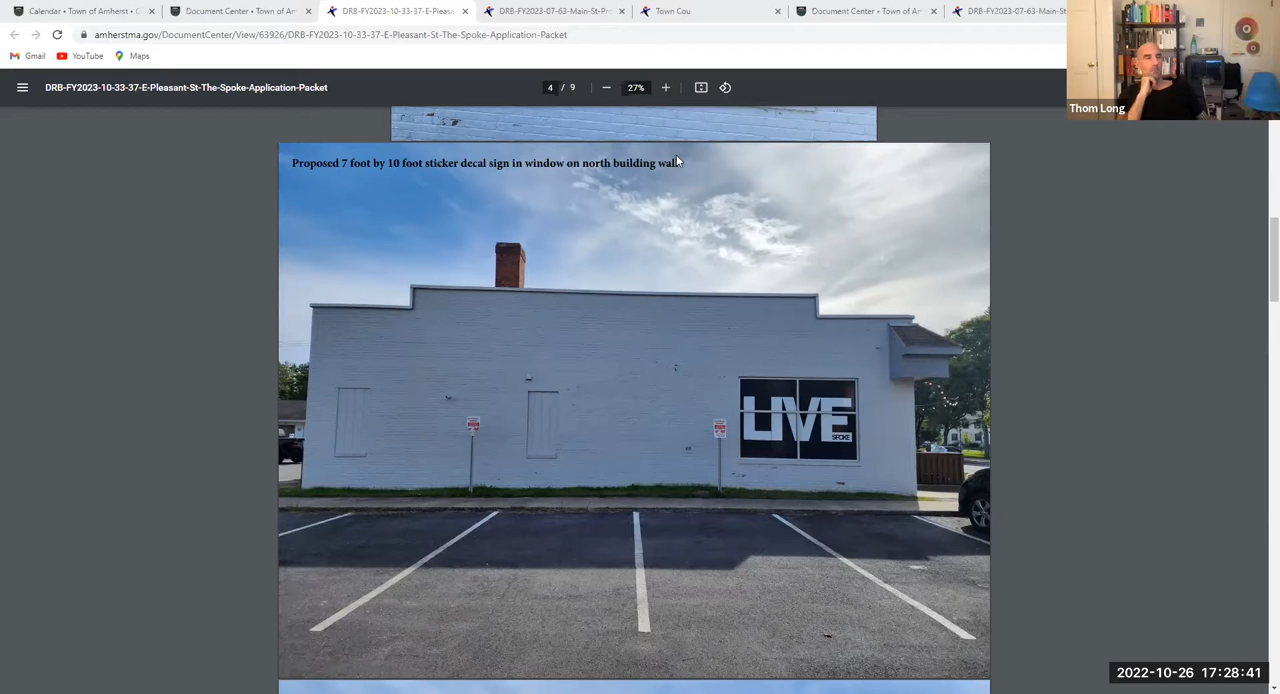 Calendar • Town of Amherst • C
Document Center • Town of Am
DRB-FY2023-10-33-37-E-Pleas
DRB-FY2023-07-63-Main-St-Pro
Town Cou
Document Center • Town of Am
DRB-FY2023-07-63-Main-St
amherstma.gov/DocumentCenter/View/63926/DRB-FY2023-10-33-37-E-Pleasant-St-The-Spoke-Application-Packet
Gmail YouTube Maps
DRB-FY2023-10-33-37-E-Pleasant-St-The-Spoke-Application-Packet 4 / 9 27%
Thom Long
Proposed 7 foot by 10 foot sticker decal sign in window on north building wall
LIVE
SPOKE
2022-10-26 17:28:41